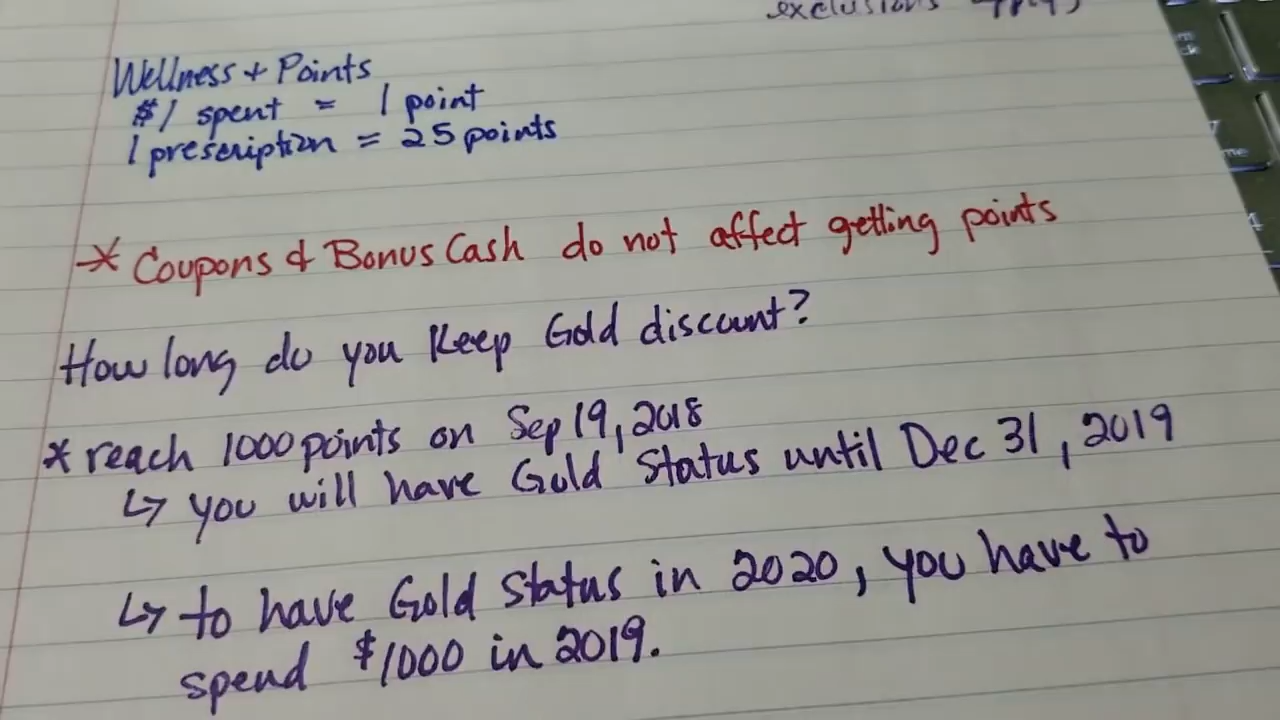 exclusions
Wellness + Points
$1 spent = 1 point
1 prescription = 25 points
* Coupons & Bonus Cash do not affect getting points
How long do you keep Gold discount?
* reach 1000 points on Sep 19, 2018
↳ you will have Gold Status until Dec 31, 2019
↳ to have Gold Status in 2020, you have to
spend $1000 in 2019.